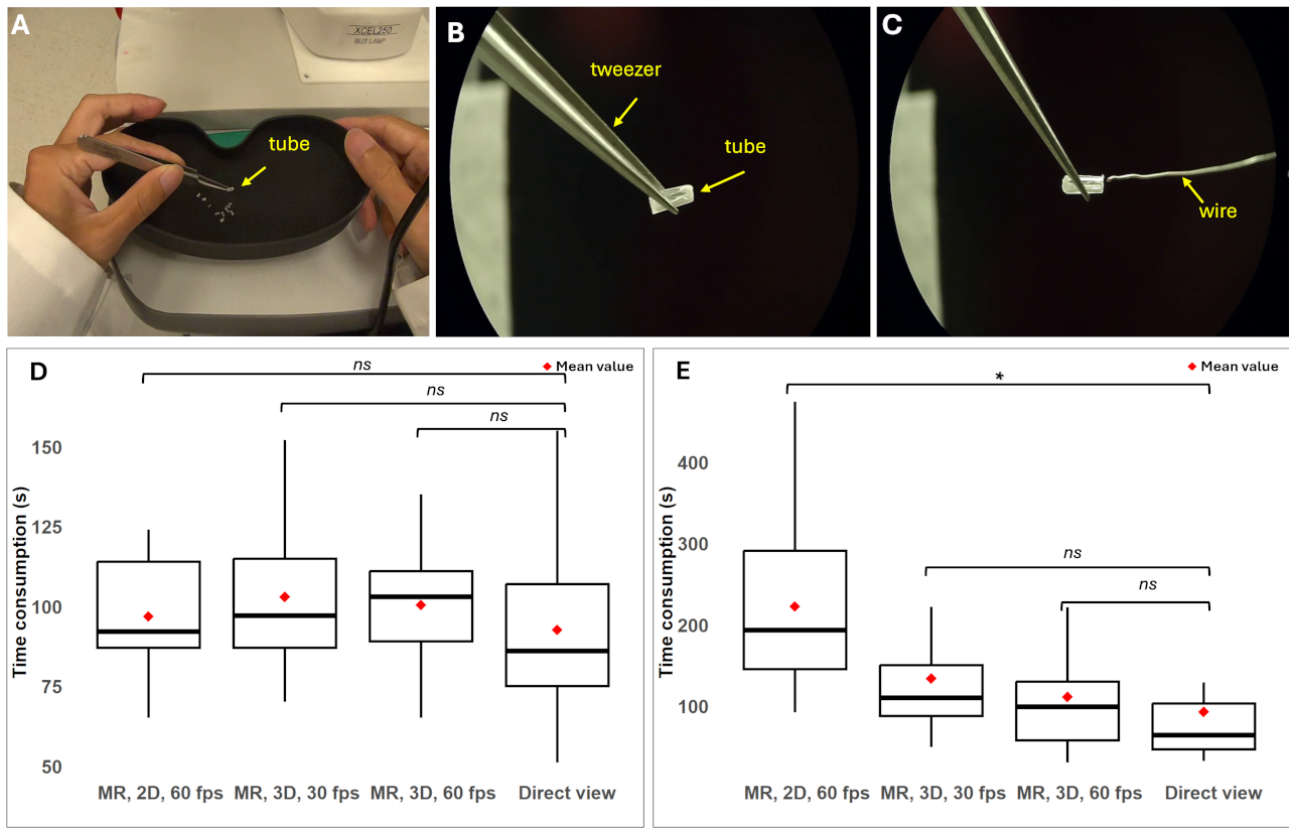 A
XCEL250
SLIT LAMP
tube
B
tweezer
tube
C
wire
D
Mean value
ns
ns
ns
Time consumption (s)
150
125
100
75
50
MR, 2D, 60 fps
MR, 3D, 30 fps
MR, 3D, 60 fps
Direct view
E
Mean value
*
ns
ns
Time consumption (s)
400
300
200
100
MR, 2D, 60 fps
MR, 3D, 30 fps
MR, 3D, 60 fps
Direct view